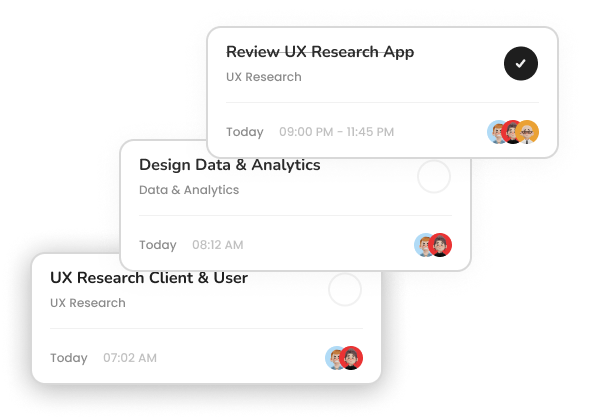 Review UX Research App
UX Research
Today 09:00 PM - 11:45 PM
Design Data & Analytics
Data & Analytics
Today 08:12 AM
UX Research Client & User
UX Research
Today 07:02 AM